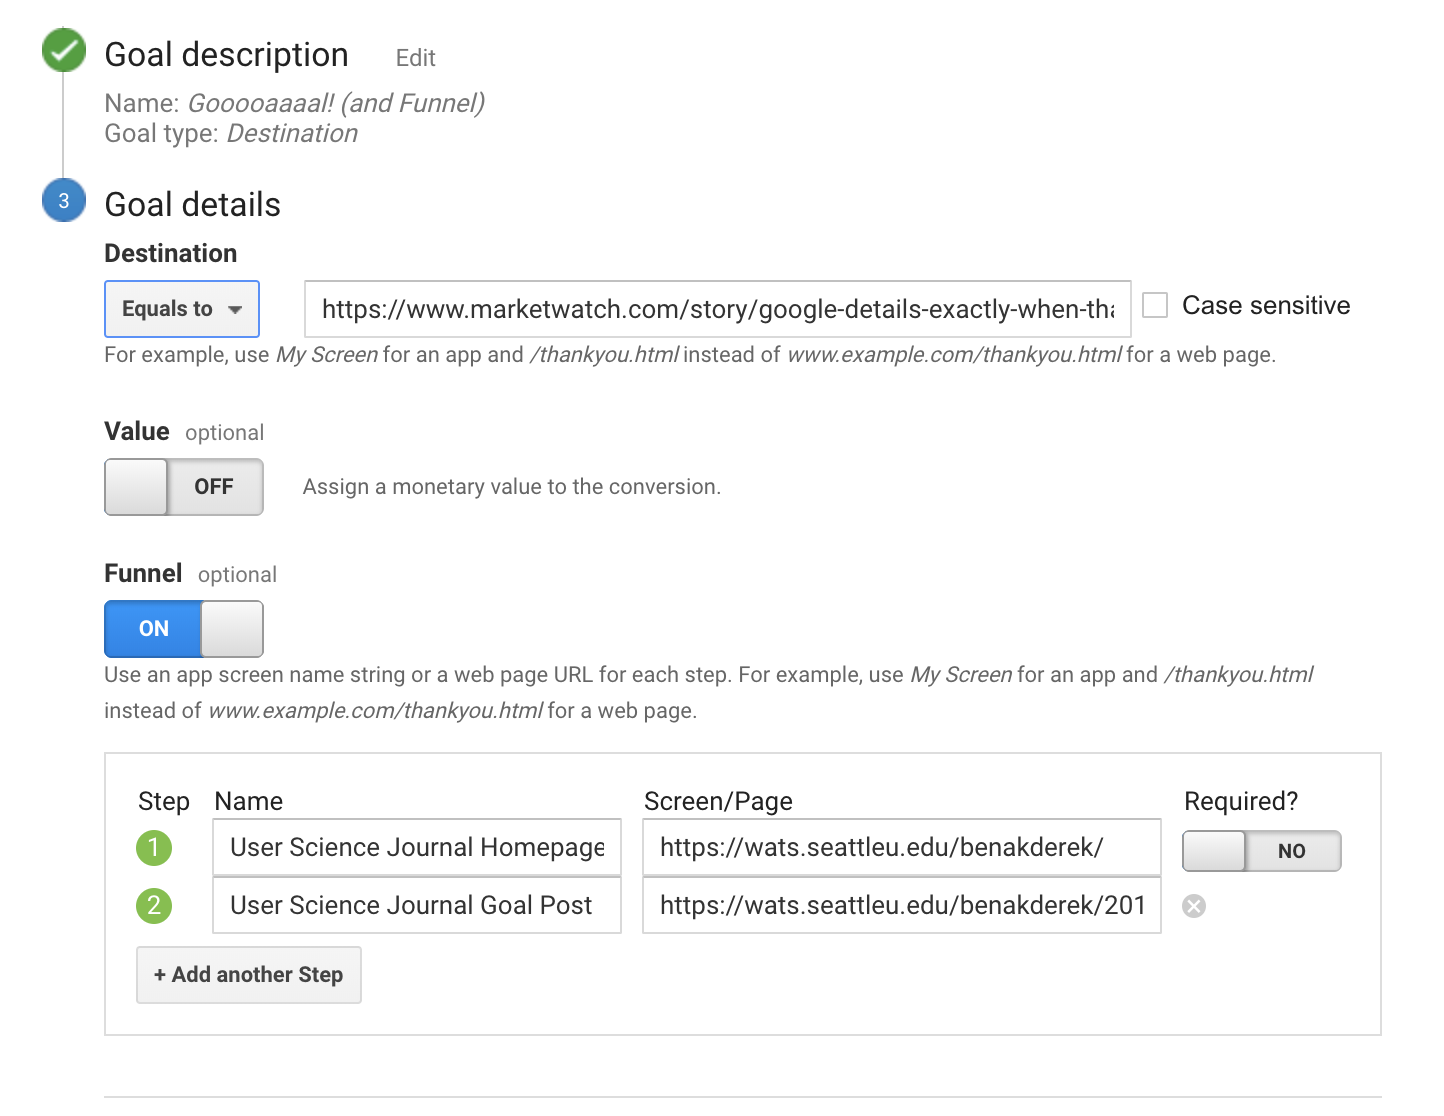 Goal description Edit
Name: Gooooaaaal! (and Funnel)
Goal type: Destination
3 Goal details
Destination
Equals to https://www.marketwatch.com/story/google-details-exactly-when-tha Case sensitive
For example, use My Screen for an app and /thankyou.html instead of www.example.com/thankyou.html for a web page.
Value optional
OFF Assign a monetary value to the conversion.
Funnel optional
ON
Use an app screen name string or a web page URL for each step. For example, use My Screen for an app and /thankyou.html
instead of www.example.com/thankyou.html for a web page.
Step Name Screen/Page Required?
1 User Science Journal Homepage https://wats.seattleu.edu/benakderek/ NO
2 User Science Journal Goal Post https://wats.seattleu.edu/benakderek/201
+ Add another Step